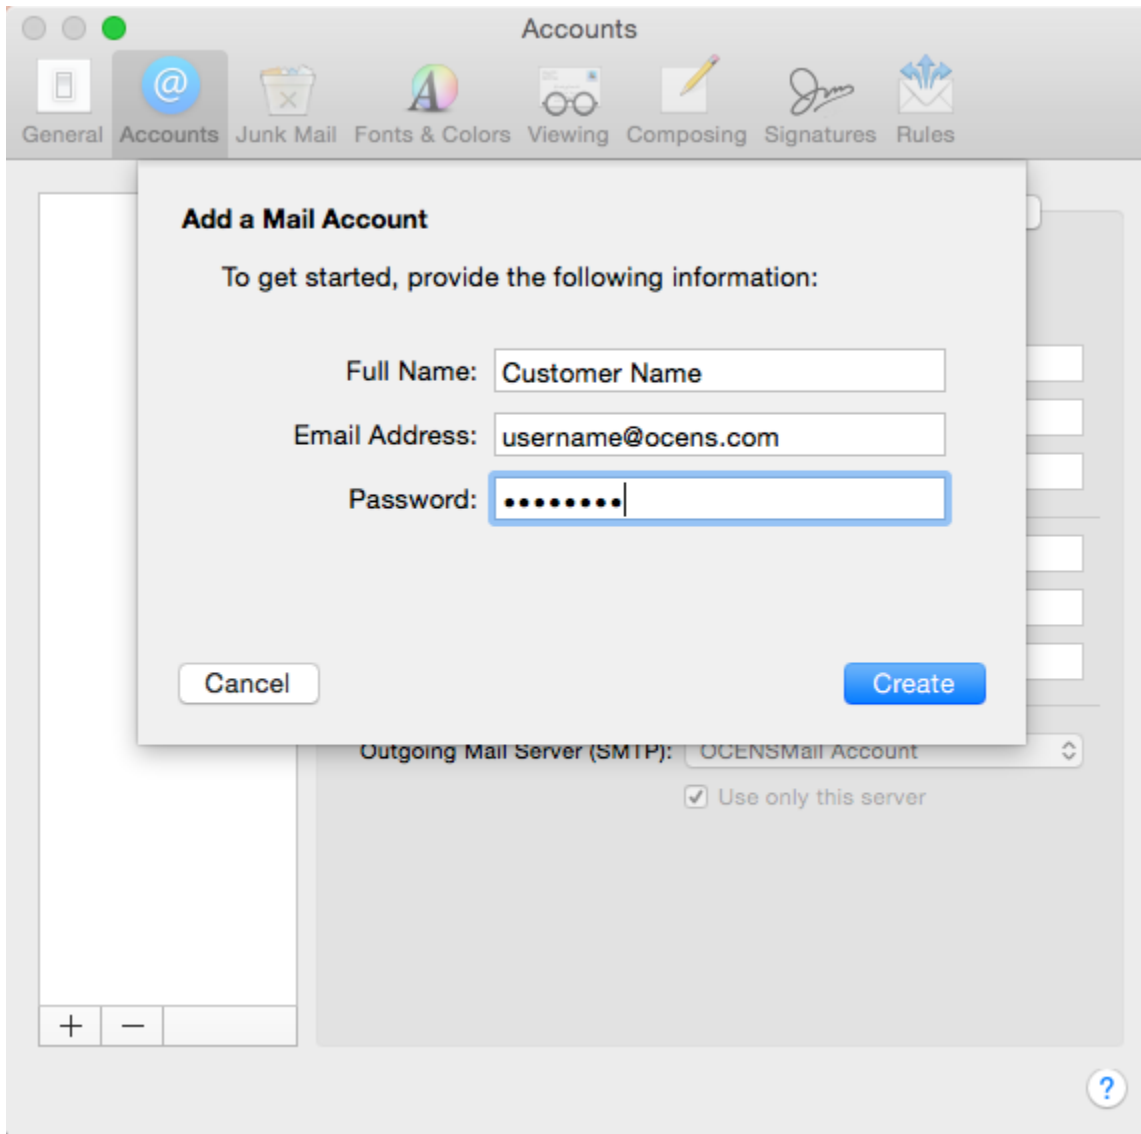 Accounts
@
General Accounts Junk Mail Fonts & Colors Viewing Composing Signatures Rules
Add a Mail Account
To get started, provide the following information:
Full Name: Customer Name
Email Address: username@ocens.com
Password: ••••••••
Cancel Create
Outgoing Mail Server (SMTP): OCENSMail Account
Use only this server
+ −
?